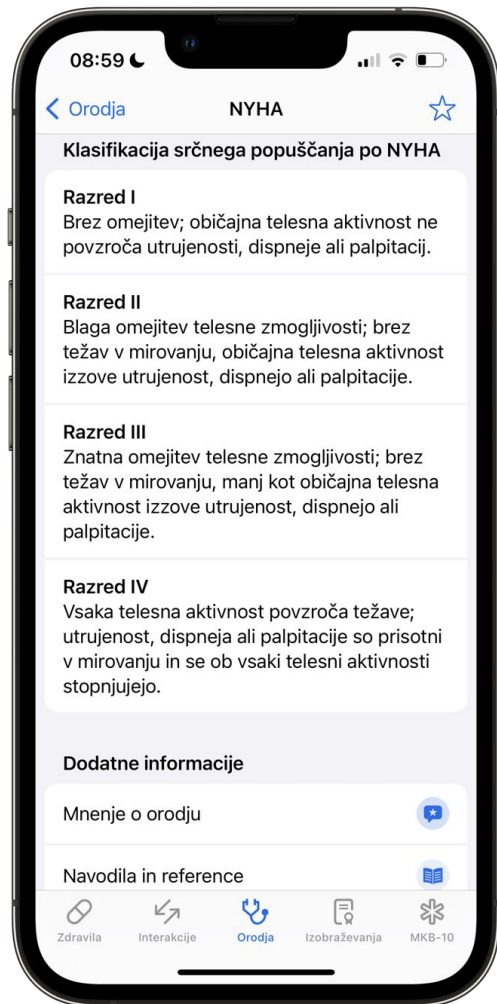 08:59
Orodja
NYHA
Klasifikacija srčnega popuščanja po NYHA
Razred I
Brez omejitev; običajna telesna aktivnost ne
povzroča utrujenosti, dispneje ali palpitacij.
Razred II
Blaga omejitev telesne zmogljivosti; brez
težav v mirovanju, običajna telesna aktivnost
izzove utrujenost, dispnejo ali palpitacije.
Razred III
Znatna omejitev telesne zmogljivosti; brez
težav v mirovanju, manj kot običajna telesna
aktivnost izzove utrujenost, dispnejo ali
palpitacije.
Razred IV
Vsaka telesna aktivnost povzroča težave;
utrujenost, dispneja ali palpitacije so prisotni
v mirovanju in se ob vsaki telesni aktivnosti
stopnjujejo.
Dodatne informacije
Mnenje o orodju
Navodila in reference
Zdravila Interakcije Orodja Izobraževanja MKB-10